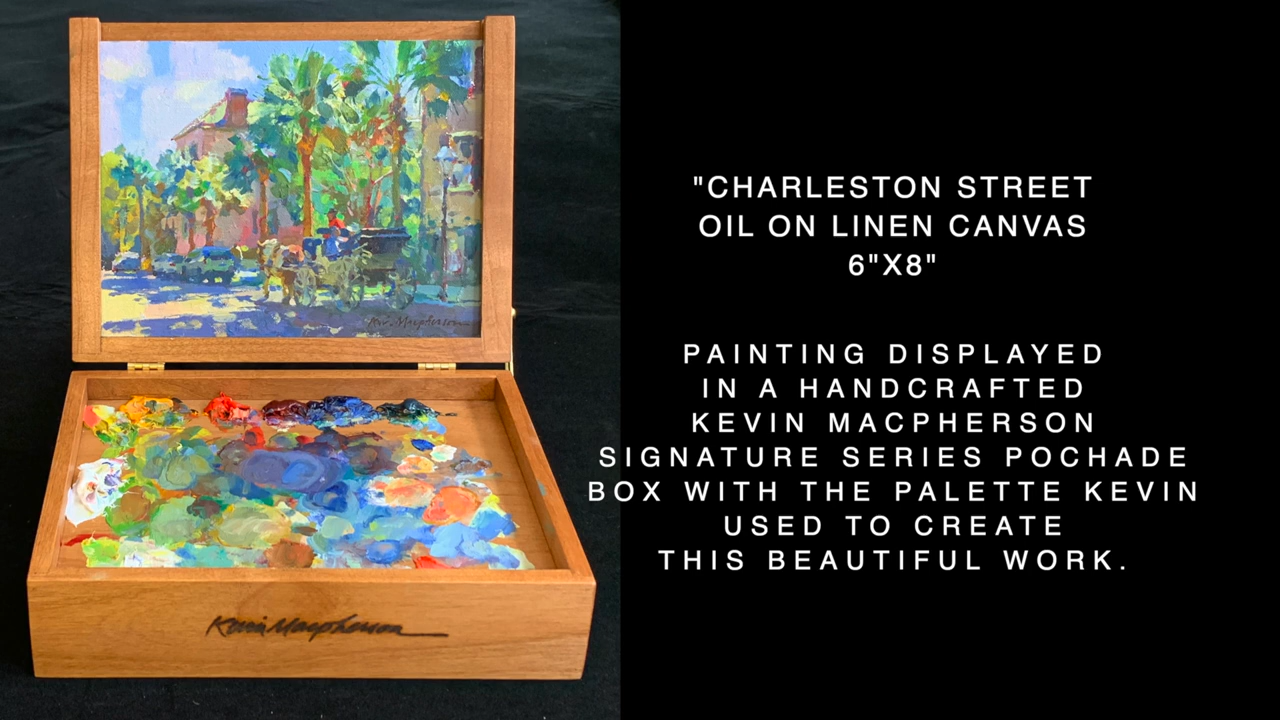 Kevin Macpherson
Kevin Macpherson
"CHARLESTON STREET
OIL ON LINEN CANVAS
6"X8"
PAINTING DISPLAYED
IN A HANDCRAFTED
KEVIN MACPHERSON
SIGNATURE SERIES POCHADE
BOX WITH THE PALETTE KEVIN
USED TO CREATE
THIS BEAUTIFUL WORK.